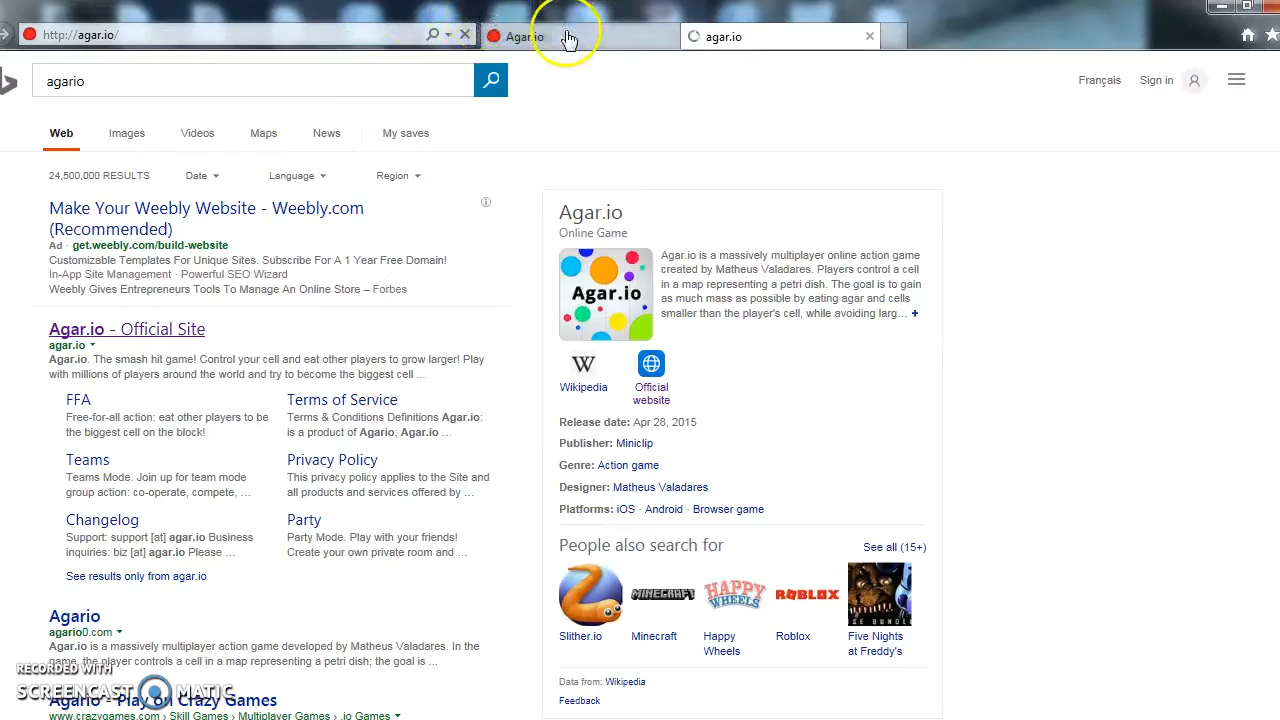 http://agar.io/
Agar.io
agar.io
agario
Français
Sign in
Web
Images
Videos
Maps
News
My saves
24,500,000 RESULTS
Date
Language
Region
Make Your Weebly Website - Weebly.com
(Recommended)
Ad · get.weebly.com/build-website
Customizable Templates For Unique Sites. Subscribe For A 1 Year Free Domain!
In-App Site Management · Powerful SEO Wizard
Weebly Gives Entrepreneurs Tools To Manage An Online Store – Forbes
Agar.io - Official Site
agar.io
Agar.io. The smash hit game! Control your cell and eat other players to grow larger! Play
with millions of players around the world and try to become the biggest cell ...
FFA
Free-for-all action: eat other players to be
the biggest cell on the block!
Terms of Service
Terms & Conditions Definitions Agar.io:
is a product of Agario; Agar.io ...
Teams
Teams Mode. Join up for team mode
group action: co-operate, compete, ...
Privacy Policy
This privacy policy applies to the Site and
all products and services offered by ...
Changelog
Support: support [at] agar.io Business
inquiries: biz [at] agar.io Please ...
Party
Party Mode. Play with your friends!
Create your own private room and ...
See results only from agar.io
Agario
agario0.com
Agar.io is a massively multiplayer action game developed by Matheus Valadares. In the
game, the player controls a cell in a map representing a petri dish; the goal is ...
Agario - Play on Crazy Games
www.crazygames.com › Skill Games › Multiplayer Games › .io Games
Agar.io
Online Game
Agar.io
Agar.io is a massively multiplayer online action game
created by Matheus Valadares. Players control a cell
in a map representing a petri dish. The goal is to gain
as much mass as possible by eating agar and cells
smaller than the player's cell, while avoiding larg... +
W
Wikipedia
Official
website
Release date: Apr 28, 2015
Publisher: Miniclip
Genre: Action game
Designer: Matheus Valadares
Platforms: iOS · Android · Browser game
People also search for
See all (15+)
MINECRAFT
HAPPY
WHEELS
ROBLOX
Slither.io
Minecraft
Happy
Wheels
Roblox
Five Nights
at Freddy's
Data from: Wikipedia
Feedback
RECORDED WITH
SCREENCAST MATIC